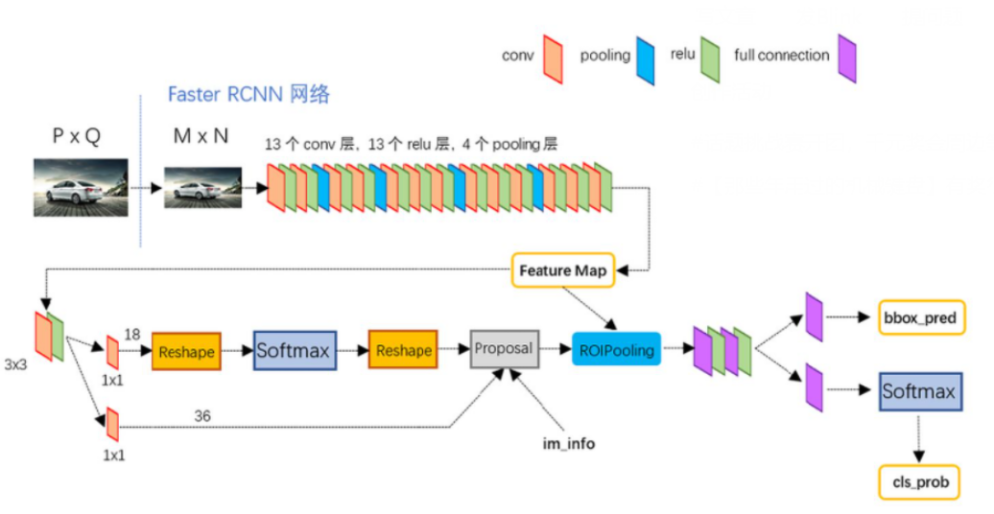 conv
pooling
relu
full connection
Faster RCNN 网络
P x Q
M x N
13 个 conv 层, 13 个 relu 层, 4 个 pooling 层
Feature Map
3x3
18
1x1
Reshape
Softmax
Reshape
Proposal
ROIPooling
bbox_pred
36
1x1
im_info
Softmax
cls_prob